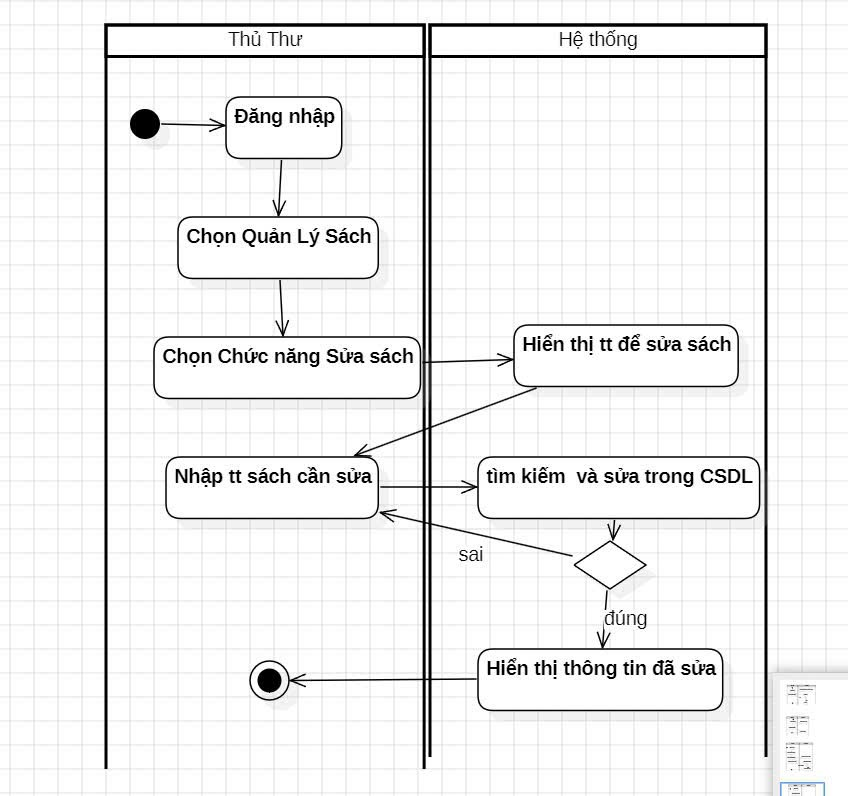 Thủ Thư
Hệ thống
Đăng nhập
Chọn Quản Lý Sách
Chọn Chức năng Sửa sách
Hiển thị tt để sửa sách
Nhập tt sách cần sửa
tìm kiếm  và sửa trong CSDL
sai
đúng
Hiển thị thông tin đã sửa